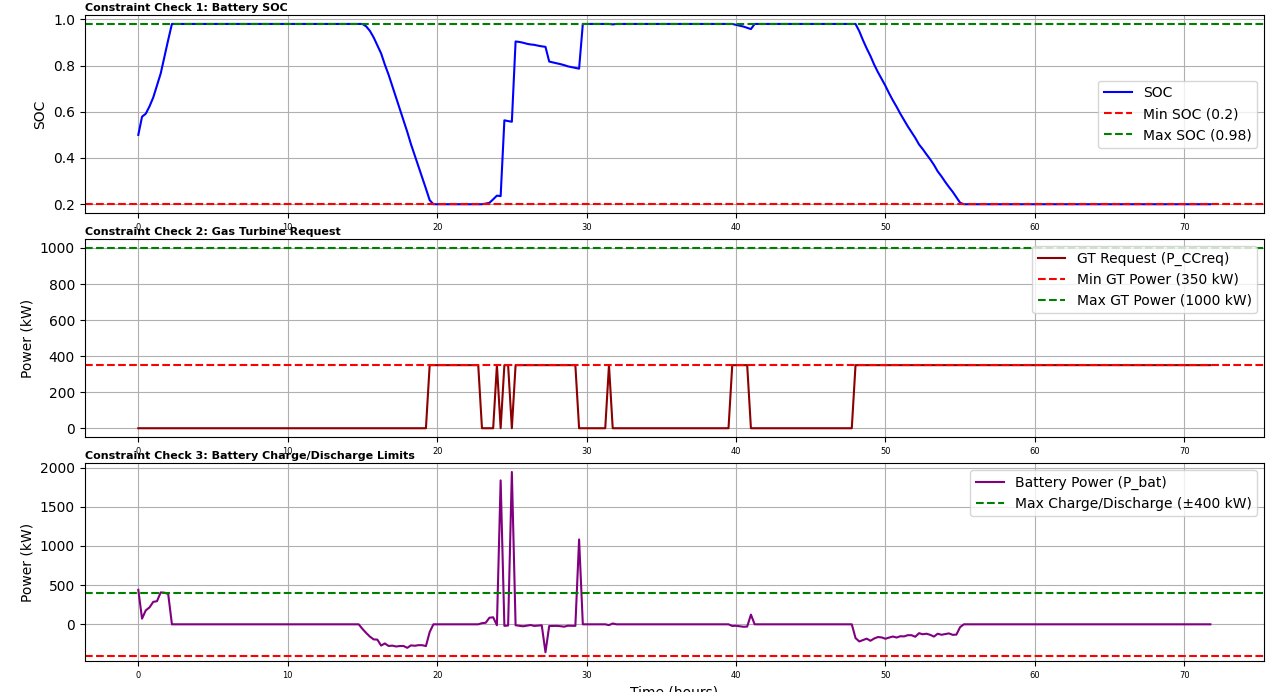 Constraint Check 1: Battery SOC
1.0
0.8
0.6
0.4
0.2
SOC
SOC
Min SOC (0.2)
Max SOC (0.98)
0 10 20 30 40 50 60 70
Constraint Check 2: Gas Turbine Request
1000
800
600
400
200
0
Power (kW)
GT Request (P_CCreq)
Min GT Power (350 kW)
Max GT Power (1000 kW)
0 10 20 30 40 50 60 70
Constraint Check 3: Battery Charge/Discharge Limits
2000
1500
1000
500
0
Power (kW)
Battery Power (P_bat)
Max Charge/Discharge (±400 kW)
0 10 20 30 40 50 60 70
Time (hours)